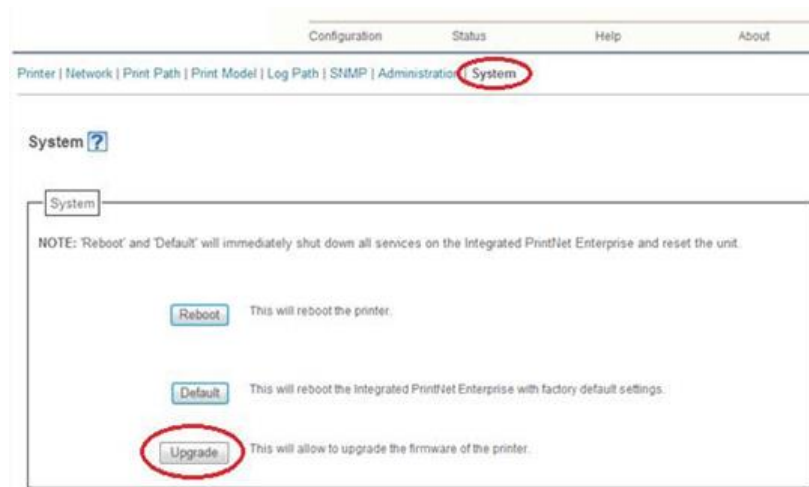 Configuration Status Help About
Printer | Network | Print Path | Print Model | Log Path | SNMP | Administration | System
System ?
System
NOTE: 'Reboot' and 'Default' will immediately shut down all services on the Integrated PrintNet Enterprise and reset the unit.
Reboot This will reboot the printer.
Default This will reboot the Integrated PrintNet Enterprise with factory default settings.
Upgrade This will allow to upgrade the firmware of the printer.